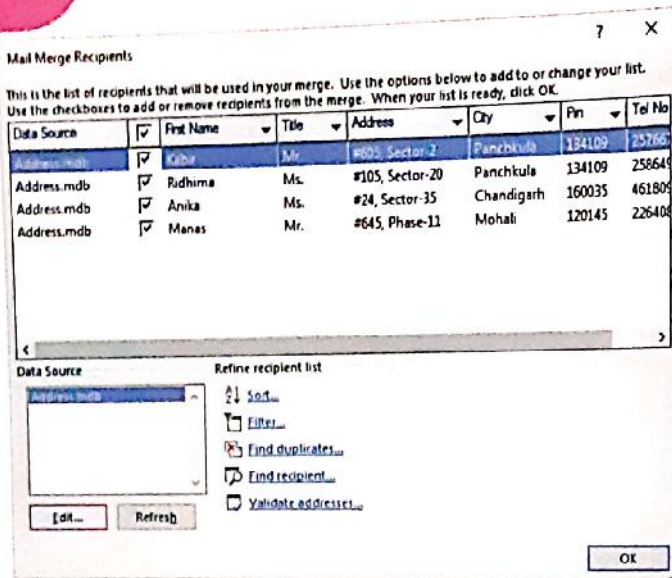 ? X
Mail Merge Recipients
This is the list of recipients that will be used in your merge. Use the options below to add to or change your list.
Use the checkboxes to add or remove recipients from the merge. When your list is ready, click OK.
Data Source First Name Title Address City Pin Tel No
Address.mdb Kabir Mr. #605, Sector-2 Panchkula 134109 25766
Address.mdb Ridhima Ms. #105, Sector-20 Panchkula 134109 258649
Address.mdb Anika Ms. #24, Sector-35 Chandigarh 160035 461809
Address.mdb Manas Mr. #645, Phase-11 Mohali 120145 226408
Data Source
Address.mdb
Edit...
Refresh
Refine recipient list
Sort...
Filter...
Find duplicates...
Find recipient...
Validate addresses...
OK